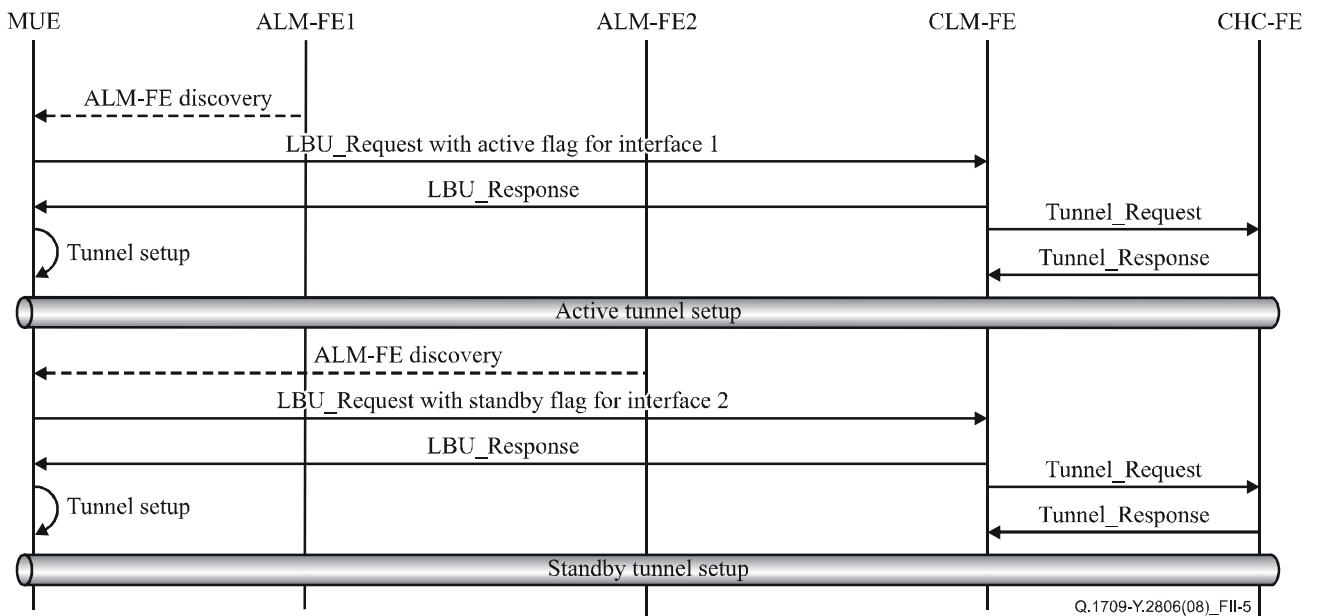 MUE ALM-FE1 ALM-FE2 CLM-FE CHC-FE
ALM-FE discovery
LBU_Request with active flag for interface 1
LBU_Response
Tunnel_Request
Tunnel setup
Tunnel_Response
Active tunnel setup
ALM-FE discovery
LBU_Request with standby flag for interface 2
LBU_Response
Tunnel_Request
Tunnel setup
Tunnel_Response
Standby tunnel setup
Q.1709-Y.2806(08)_FII-5